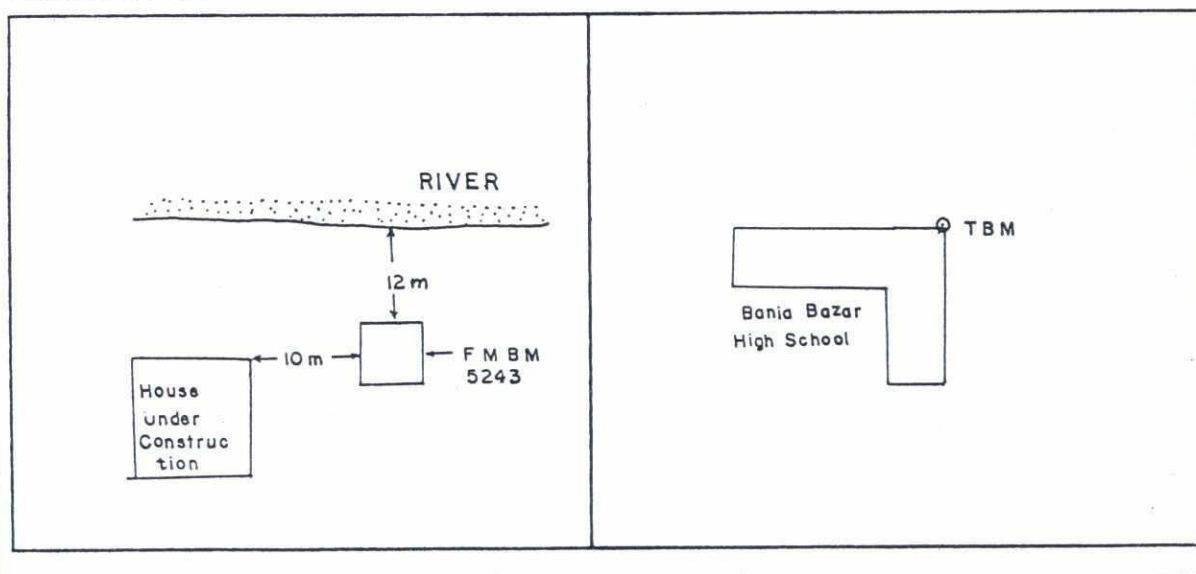 RIVER
12 m
10 m
F M B M
5243
House
under
Construc
tion
TBM
Bania Bazar
High School